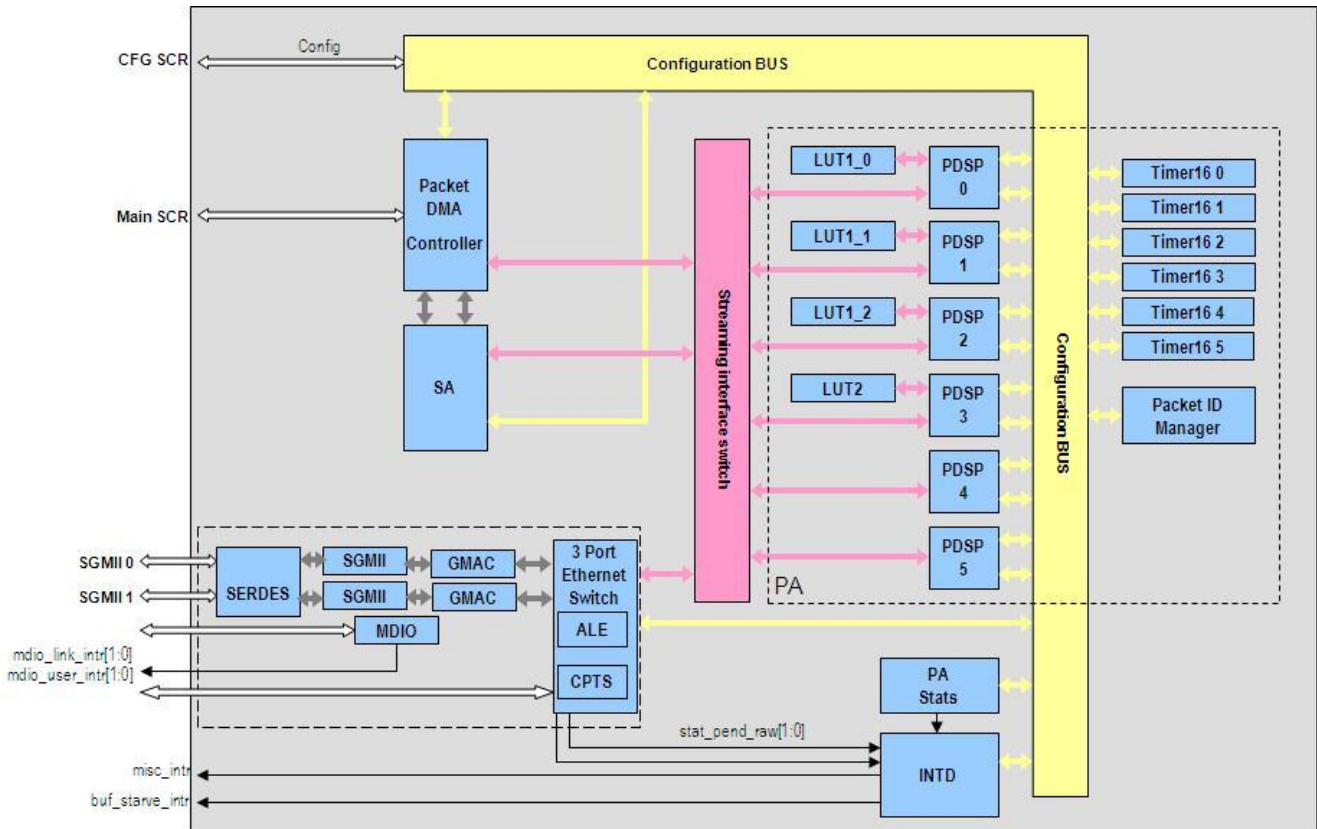 Config
CFG SCR
Configuration BUS
Packet
DMA
Controller
Main SCR
SA
Streaming interface switch
LUT1_0
PDSP
0
LUT1_1
PDSP
1
LUT1_2
PDSP
2
LUT2
PDSP
3
PDSP
4
PDSP
5
PA
Configuration BUS
Timer16 0
Timer16 1
Timer16 2
Timer16 3
Timer16 4
Timer16 5
Packet ID
Manager
SGMII 0
SGMII 1
SERDES
SGMII
GMAC
SGMII
GMAC
3 Port
Ethernet
Switch
ALE
CPTS
MDIO
mdio_link_intr[1:0]
mdio_user_intr[1:0]
PA
Stats
stat_pend_raw[1:0]
INTD
misc_intr
buf_starve_intr